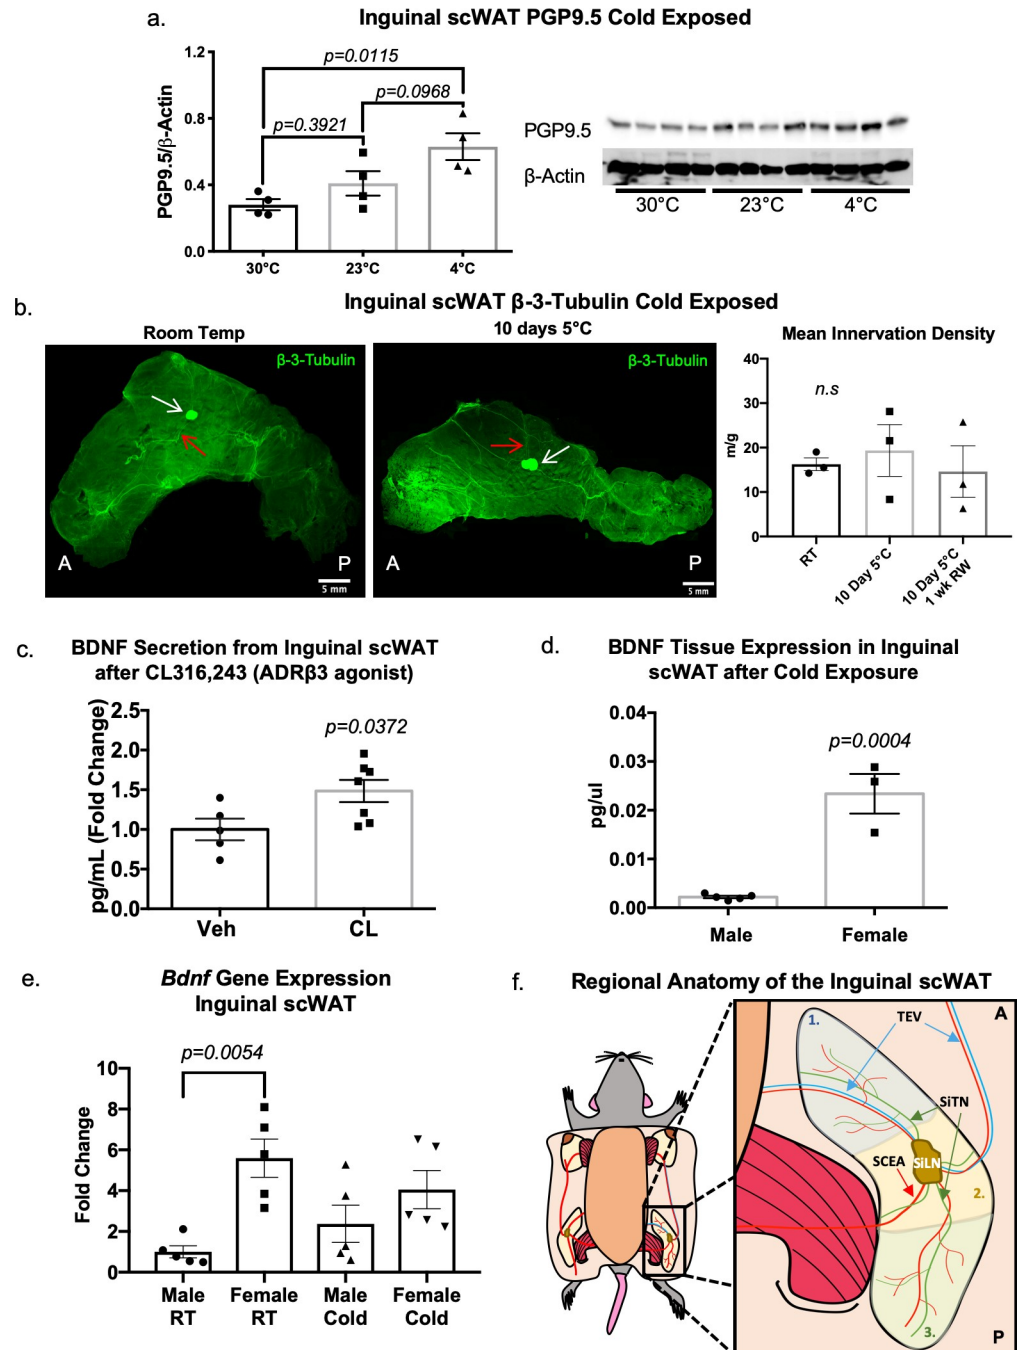 a.
Inguinal scWAT PGP9.5 Cold Exposed
PGP9.5/β-Actin
1.2
0.8
0.4
0.0
p=0.0115
p=0.0968
p=0.3921
30°C
23°C
4°C
PGP9.5
β-Actin
30°C
23°C
4°C
b.
Inguinal scWAT β-3-Tubulin Cold Exposed
Room Temp
10 days 5°C
β-3-Tubulin
A
P
5 mm
β-3-Tubulin
A
P
5 mm
Mean Innervation Density
m/g
40
30
20
10
0
n.s
RT
10 Day 5°C
10 Day 5°C
1 wk RW
c.
BDNF Secretion from Inguinal scWAT
after CL316,243 (ADRβ3 agonist)
pg/mL (Fold Change)
2.5
2.0
1.5
1.0
0.5
0.0
p=0.0372
Veh
CL
d.
BDNF Tissue Expression in Inguinal
scWAT after Cold Exposure
pg/ul
0.04
0.03
0.02
0.01
0.00
p=0.0004
Male
Female
e.
Bdnf Gene Expression
Inguinal scWAT
Fold Change
10
8
6
4
2
0
p=0.0054
Male
RT
Female
RT
Male
Cold
Female
Cold
f.
Regional Anatomy of the Inguinal scWAT
1.
TEV
A
SiTN
SCEA
SiLN
2.
3.
P